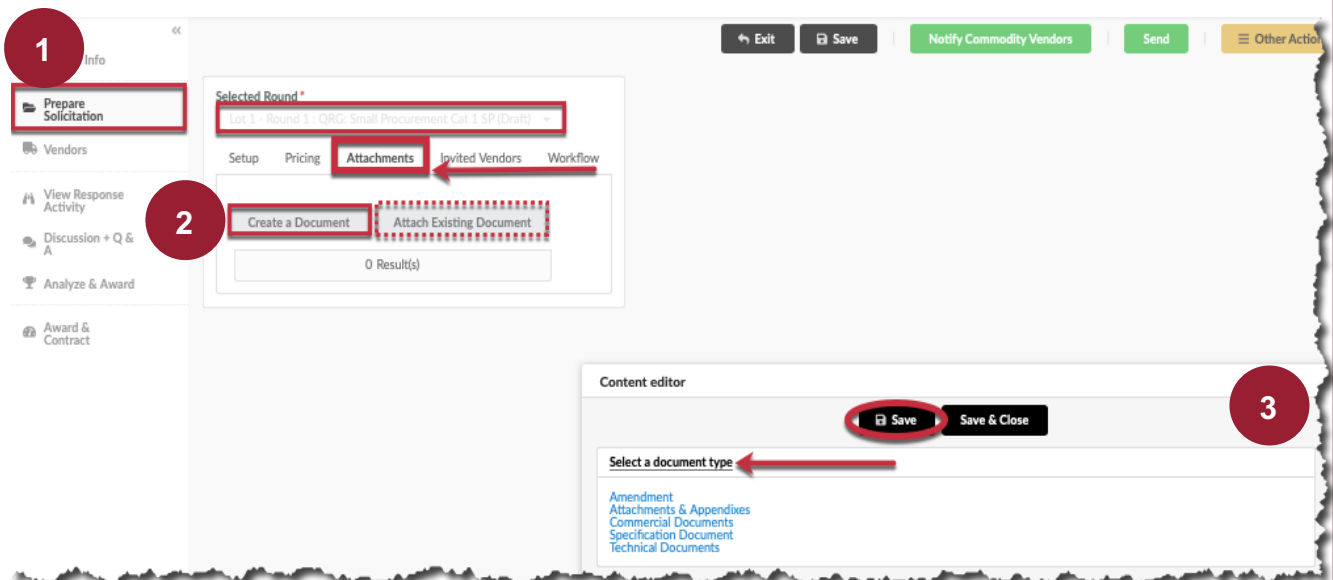 1
Info
Prepare
Solicitation
Vendors
View Response
Activity
Discussion + Q &
A
Analyze & Award
Award &
Contract
Exit
Save
Notify Commodity Vendors
Send
Other Action
Selected Round*
Lot 1 - Round 1 : QRG: Small Procurement Cat 1 SP (Draft)
Setup Pricing Attachments Invited Vendors Workflow
2
Create a Document Attach Existing Document
0 Result(s)
Content editor
3
Save Save & Close
Select a document type
Amendment
Attachments & Appendixes
Commercial Documents
Specification Document
Technical Documents